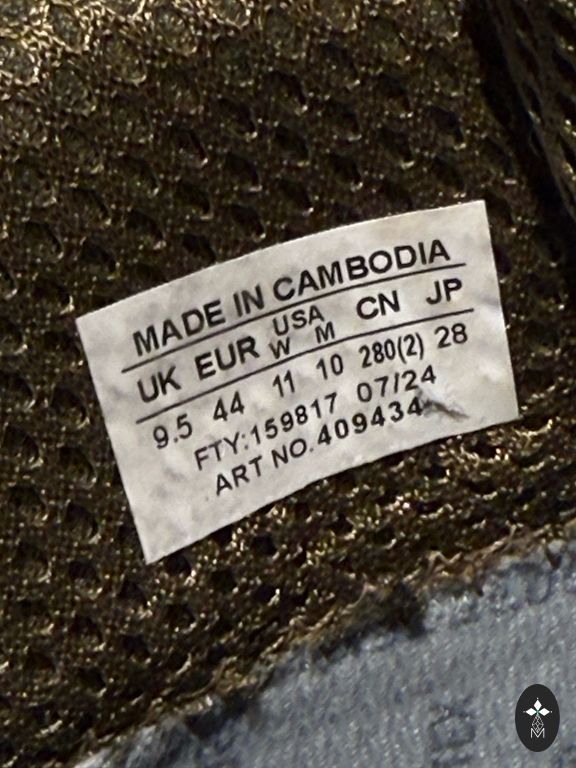 MADE IN CAMBODIA
UK EUR USA W M CN JP
9.5 44 11 10 280(2) 28
FTY:159817 07/24
ART NO.409434
M